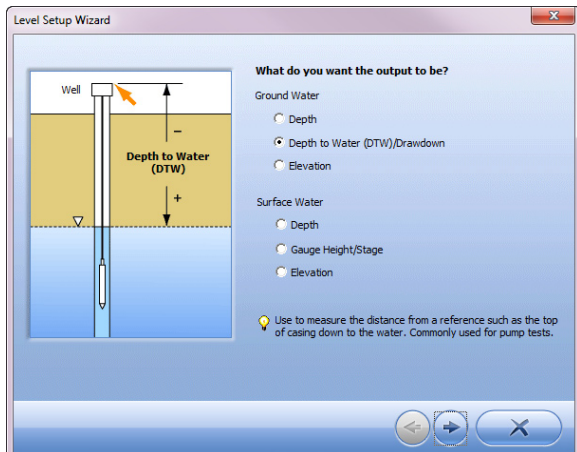 Level Setup Wizard
Well
–
Depth to Water
(DTW)
+
What do you want the output to be?
Ground Water
Depth
Depth to Water (DTW)/Drawdown
Elevation
Surface Water
Depth
Gauge Height/Stage
Elevation
Use to measure the distance from a reference such as the top
of casing down to the water. Commonly used for pump tests.